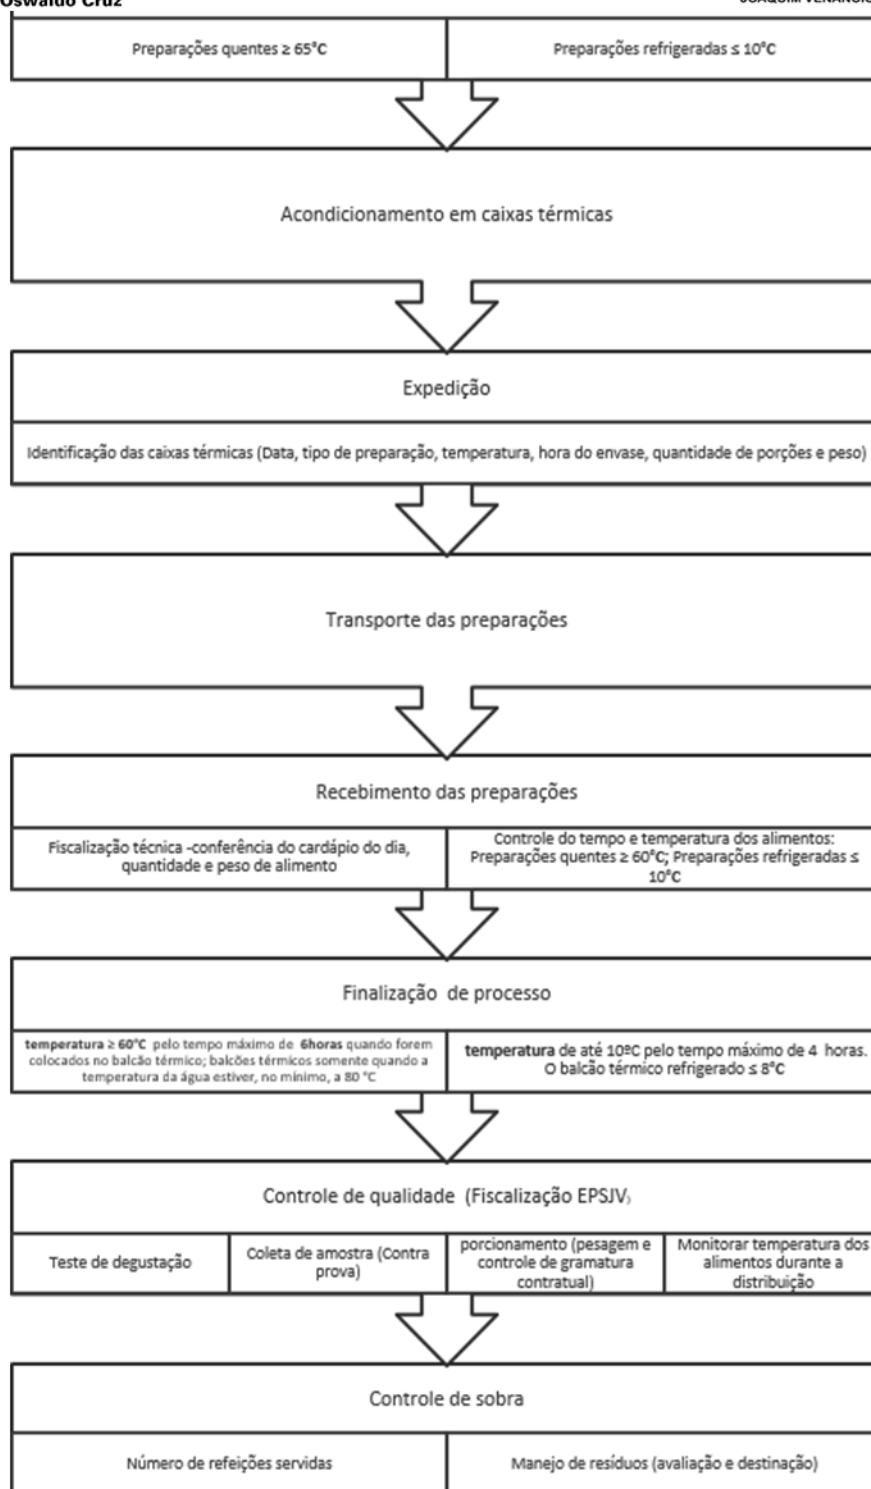 Oswaldo Cruz
JOAQUIM VENÂNCIO
Preparações quentes ≥ 65°C
Preparações refrigeradas ≤ 10°C
Acondicionamento em caixas térmicas
Expedição
Identificação das caixas térmicas (Data, tipo de preparação, temperatura, hora do envase, quantidade de porções e peso)
Transporte das preparações
Recebimento das preparações
Fiscalização técnica -conferência do cardápio do dia,
quantidade e peso de alimento
Controle do tempo e temperatura dos alimentos:
Preparações quentes ≥ 60°C; Preparações refrigeradas ≤
10°C
Finalização de processo
temperatura ≥ 60°C pelo tempo máximo de 6horas quando forem
colocados no balcão térmico; balcões térmicos somente quando a
temperatura da água estiver, no mínimo, a 80 °C
temperatura de até 10ºC pelo tempo máximo de 4 horas.
O balcão térmico refrigerado ≤ 8°C
Controle de qualidade (Fiscalização EPSJV)
Teste de degustação
Coleta de amostra (Contra
prova)
porcionamento (pesagem e
controle de gramatura
contratual)
Monitorar temperatura dos
alimentos durante a
distribuição
Controle de sobra
Número de refeições servidas
Manejo de resíduos (avaliação e destinação)